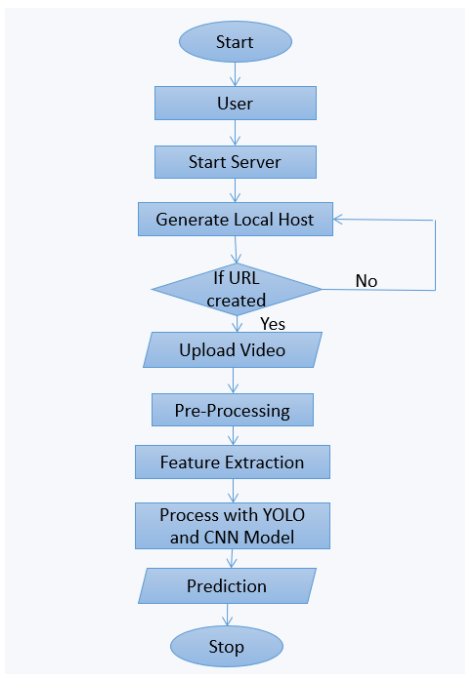 Start
User
Start Server
Generate Local Host
If URL
created
No
Yes
Upload Video
Pre-Processing
Feature Extraction
Process with YOLO
and CNN Model
Prediction
Stop